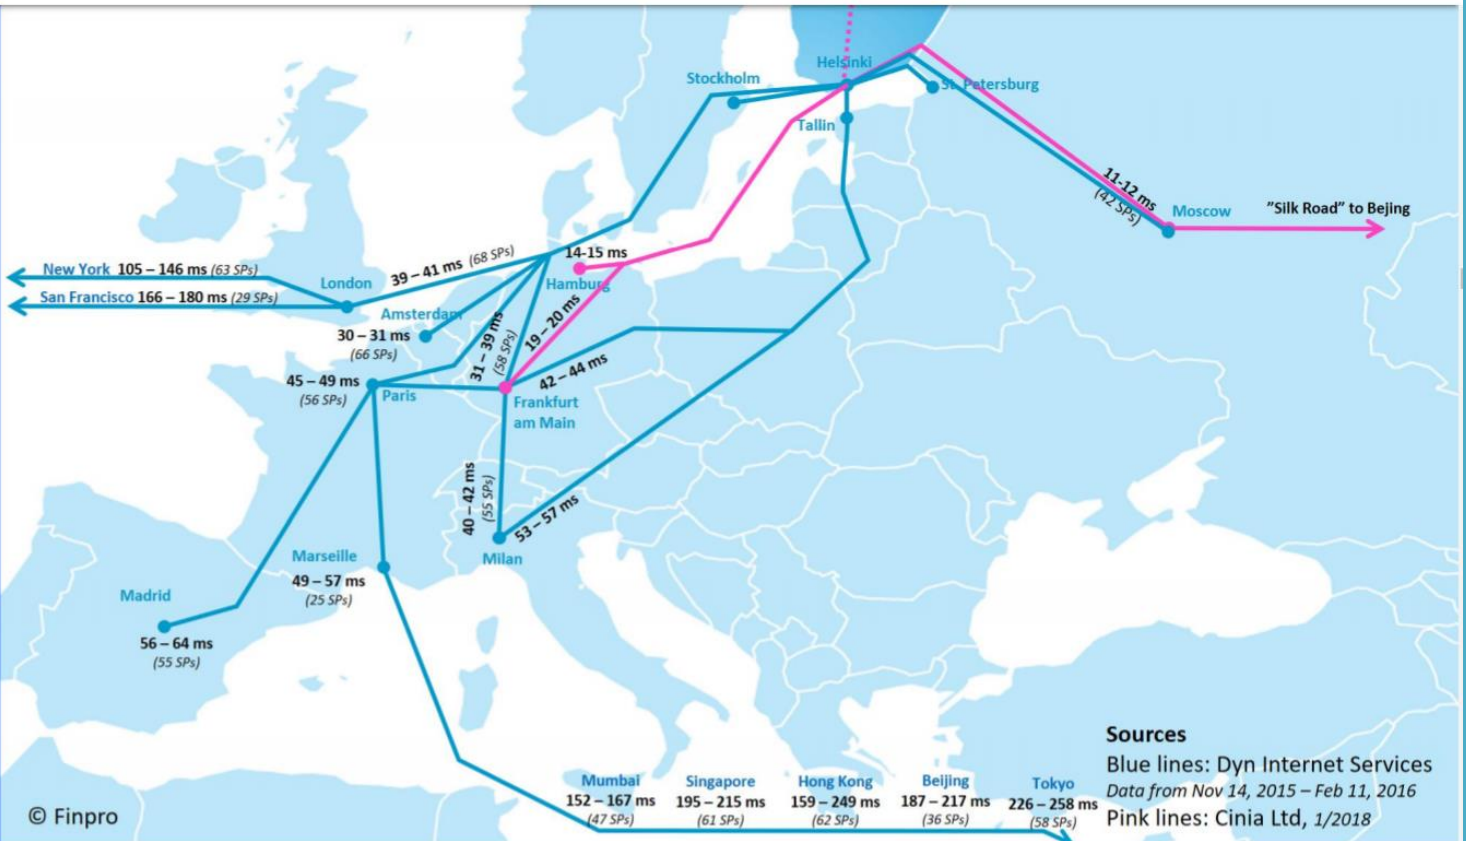 Helsinki
Stockholm
St. Petersburg
Tallin
11-12 ms
(42 SPs)
Moscow
"Silk Road" to Bejing
14-15 ms
Hamburg
39 – 41 ms (68 SPs)
New York 105 – 146 ms (63 SPs)
San Francisco 166 – 180 ms (29 SPs)
London
Amsterdam
30 – 31 ms
(66 SPs)
31 – 39 ms
(58 SPs)
19 – 20 ms
42 – 44 ms
45 – 49 ms
(56 SPs)
Paris
Frankfurt
am Main
40 – 42 ms
(55 SPs)
53 – 57 ms
Milan
Marseille
49 – 57 ms
(25 SPs)
Madrid
56 – 64 ms
(55 SPs)
Mumbai
152 – 167 ms
(47 SPs)
Singapore
195 – 215 ms
(61 SPs)
Hong Kong
159 – 249 ms
(62 SPs)
Beijing
187 – 217 ms
(36 SPs)
Tokyo
226 – 258 ms
(58 SPs)
Sources
Blue lines: Dyn Internet Services
Data from Nov 14, 2015 – Feb 11, 2016
Pink lines: Cinia Ltd, 1/2018
© Finpro